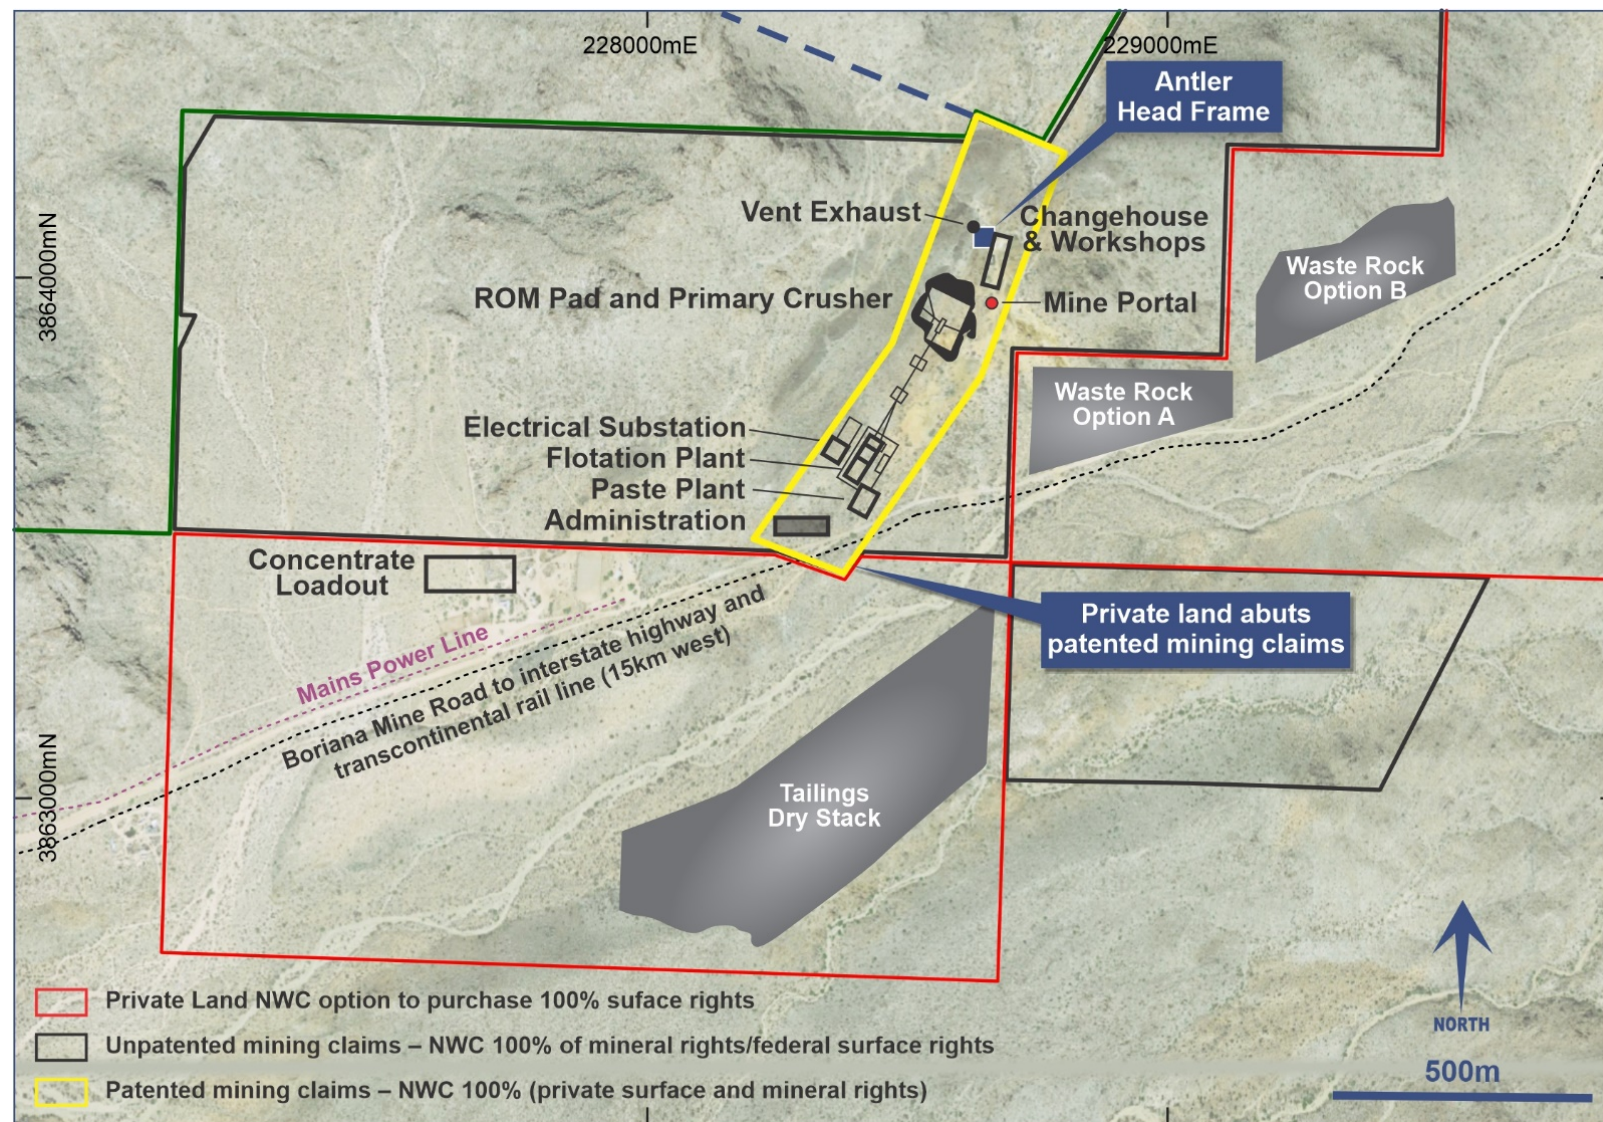 228000mE
229000mE
Antler
Head Frame
3864000mN
Vent Exhaust
Changehouse
& Workshops
Waste Rock
Option B
ROM Pad and Primary Crusher
Mine Portal
Waste Rock
Option A
Electrical Substation
Flotation Plant
Paste Plant
Administration
Concentrate
Loadout
Private land abuts
patented mining claims
Mains Power Line
Boriana Mine Road to interstate highway and
transcontinental rail line (15km west)
3863000mN
Tailings
Dry Stack
Private Land NWC option to purchase 100% suface rights
Unpatented mining claims – NWC 100% of mineral rights/federal surface rights
Patented mining claims – NWC 100% (private surface and mineral rights)
NORTH
500m